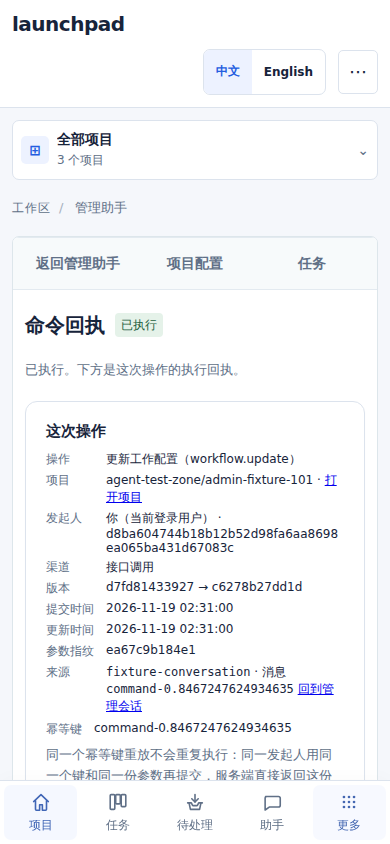 launchpad
中文 English ⋯
全部项目
3 个项目
工作区 / 管理助手
返回管理助手 项目配置 任务
命令回执 已执行
已执行。下方是这次操作的执行回执。
这次操作
操作 更新工作配置（workflow.update）
项目 agent-test-zone/admin-fixture-101 · 打
开项目
发起人 你（当前登录用户） ·
d8ba604744b18b12b52d98fa6aa8698
ea065ba431d67083c
渠道 接口调用
版本 d7fd81433927 → c6278b27dd1d
提交时间 2026-11-19 02:31:00
更新时间 2026-11-19 02:31:00
参数指纹 ea67c9b184e1
来源 fixture-conversation · 消息
command-0.8467247624934635 回到管
理会话
幂等键 command-0.8467247624934635
同一个幂等键重放不会重复执行：同一发起人用同
一个键和同一份参数再提交，服务端直接返回这份
项目 任务 待处理 助手 更多